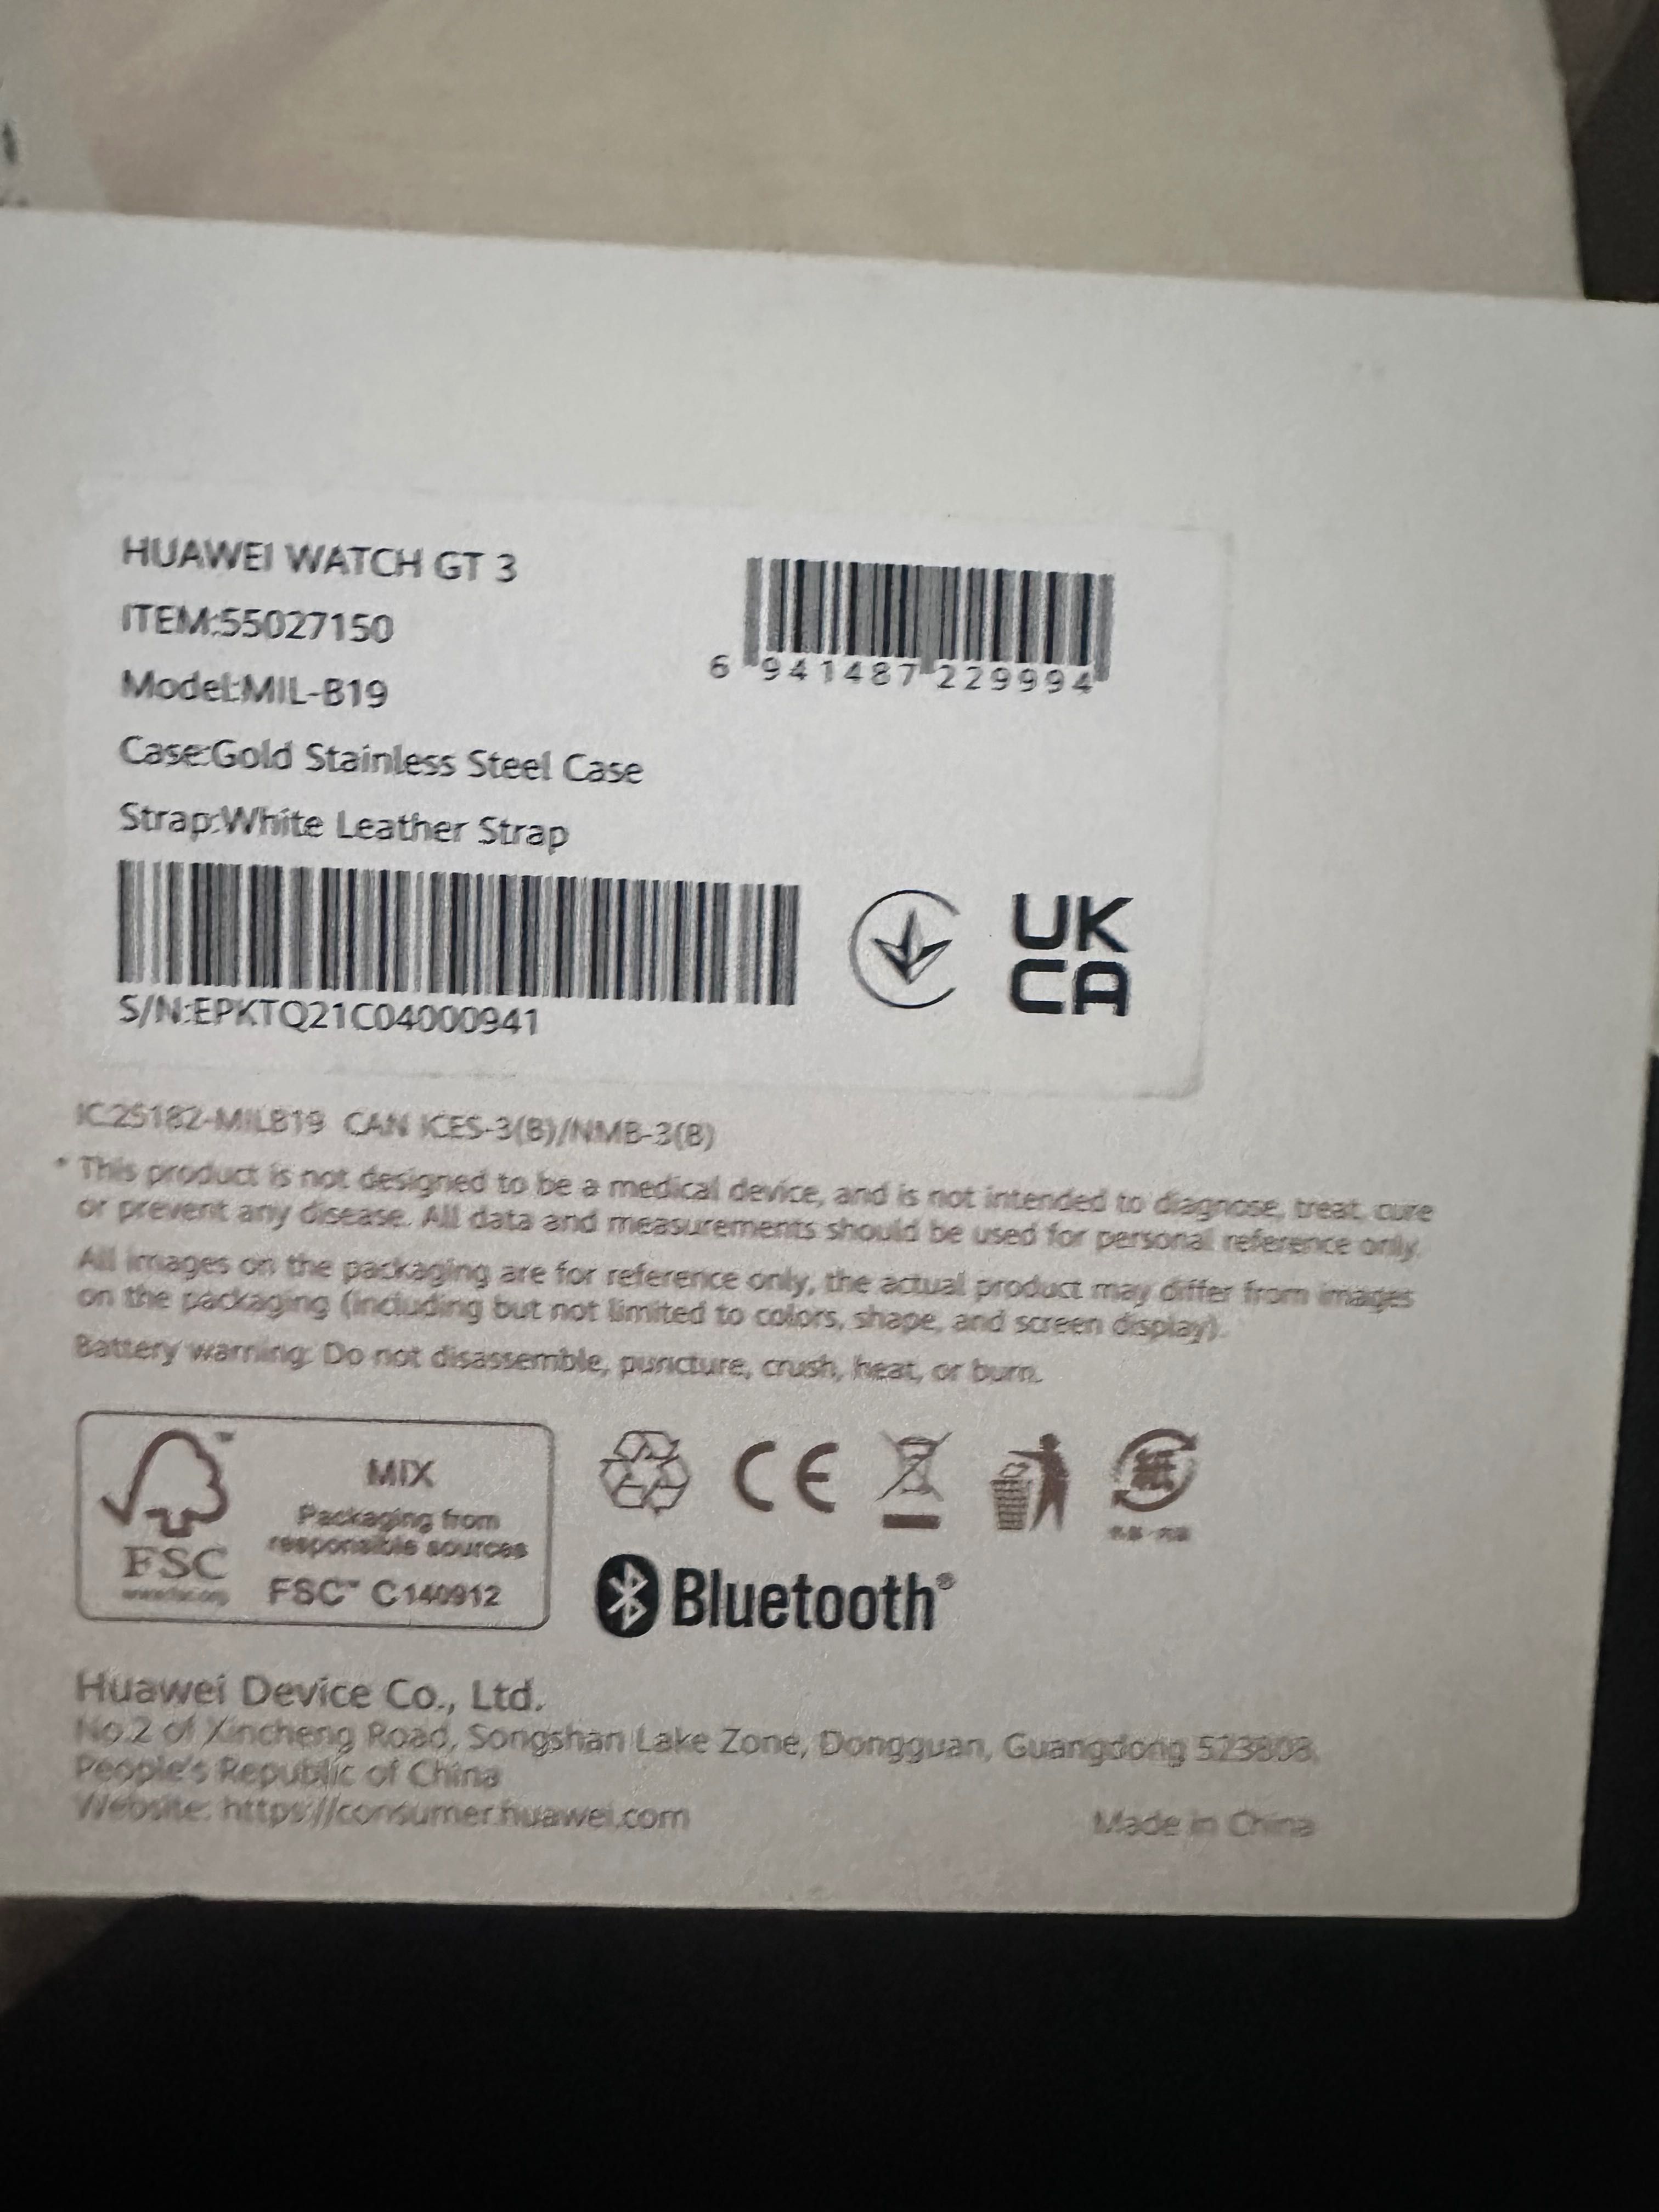 HUAWEI WATCH GT 3
ITEM:55027150
Model:MIL-B19
Case:Gold Stainless Steel Case
Strap:White Leather Strap
6 941487 229994
S/N:EPKTQ21C04000941
UK
CA
IC:25182-MILB19 CAN ICES-3(B)/NMB-3(B)
* This product is not designed to be a medical device, and is not intended to diagnose, treat, cure
or prevent any disease. All data and measurements should be used for personal reference only.
All images on the packaging are for reference only, the actual product may differ from images
on the packaging (including but not limited to colors, shape, and screen display).
Battery warning: Do not disassemble, puncture, crush, heat, or burn.
FSC
www.fsc.org
MIX
Packaging from
responsible sources
FSC™ C140912
CE
Bluetooth®
Huawei Device Co., Ltd.
No.2 of Xincheng Road, Songshan Lake Zone, Dongguan, Guangdong 523808,
People's Republic of China
Website: https://consumer.huawei.com
Made in China